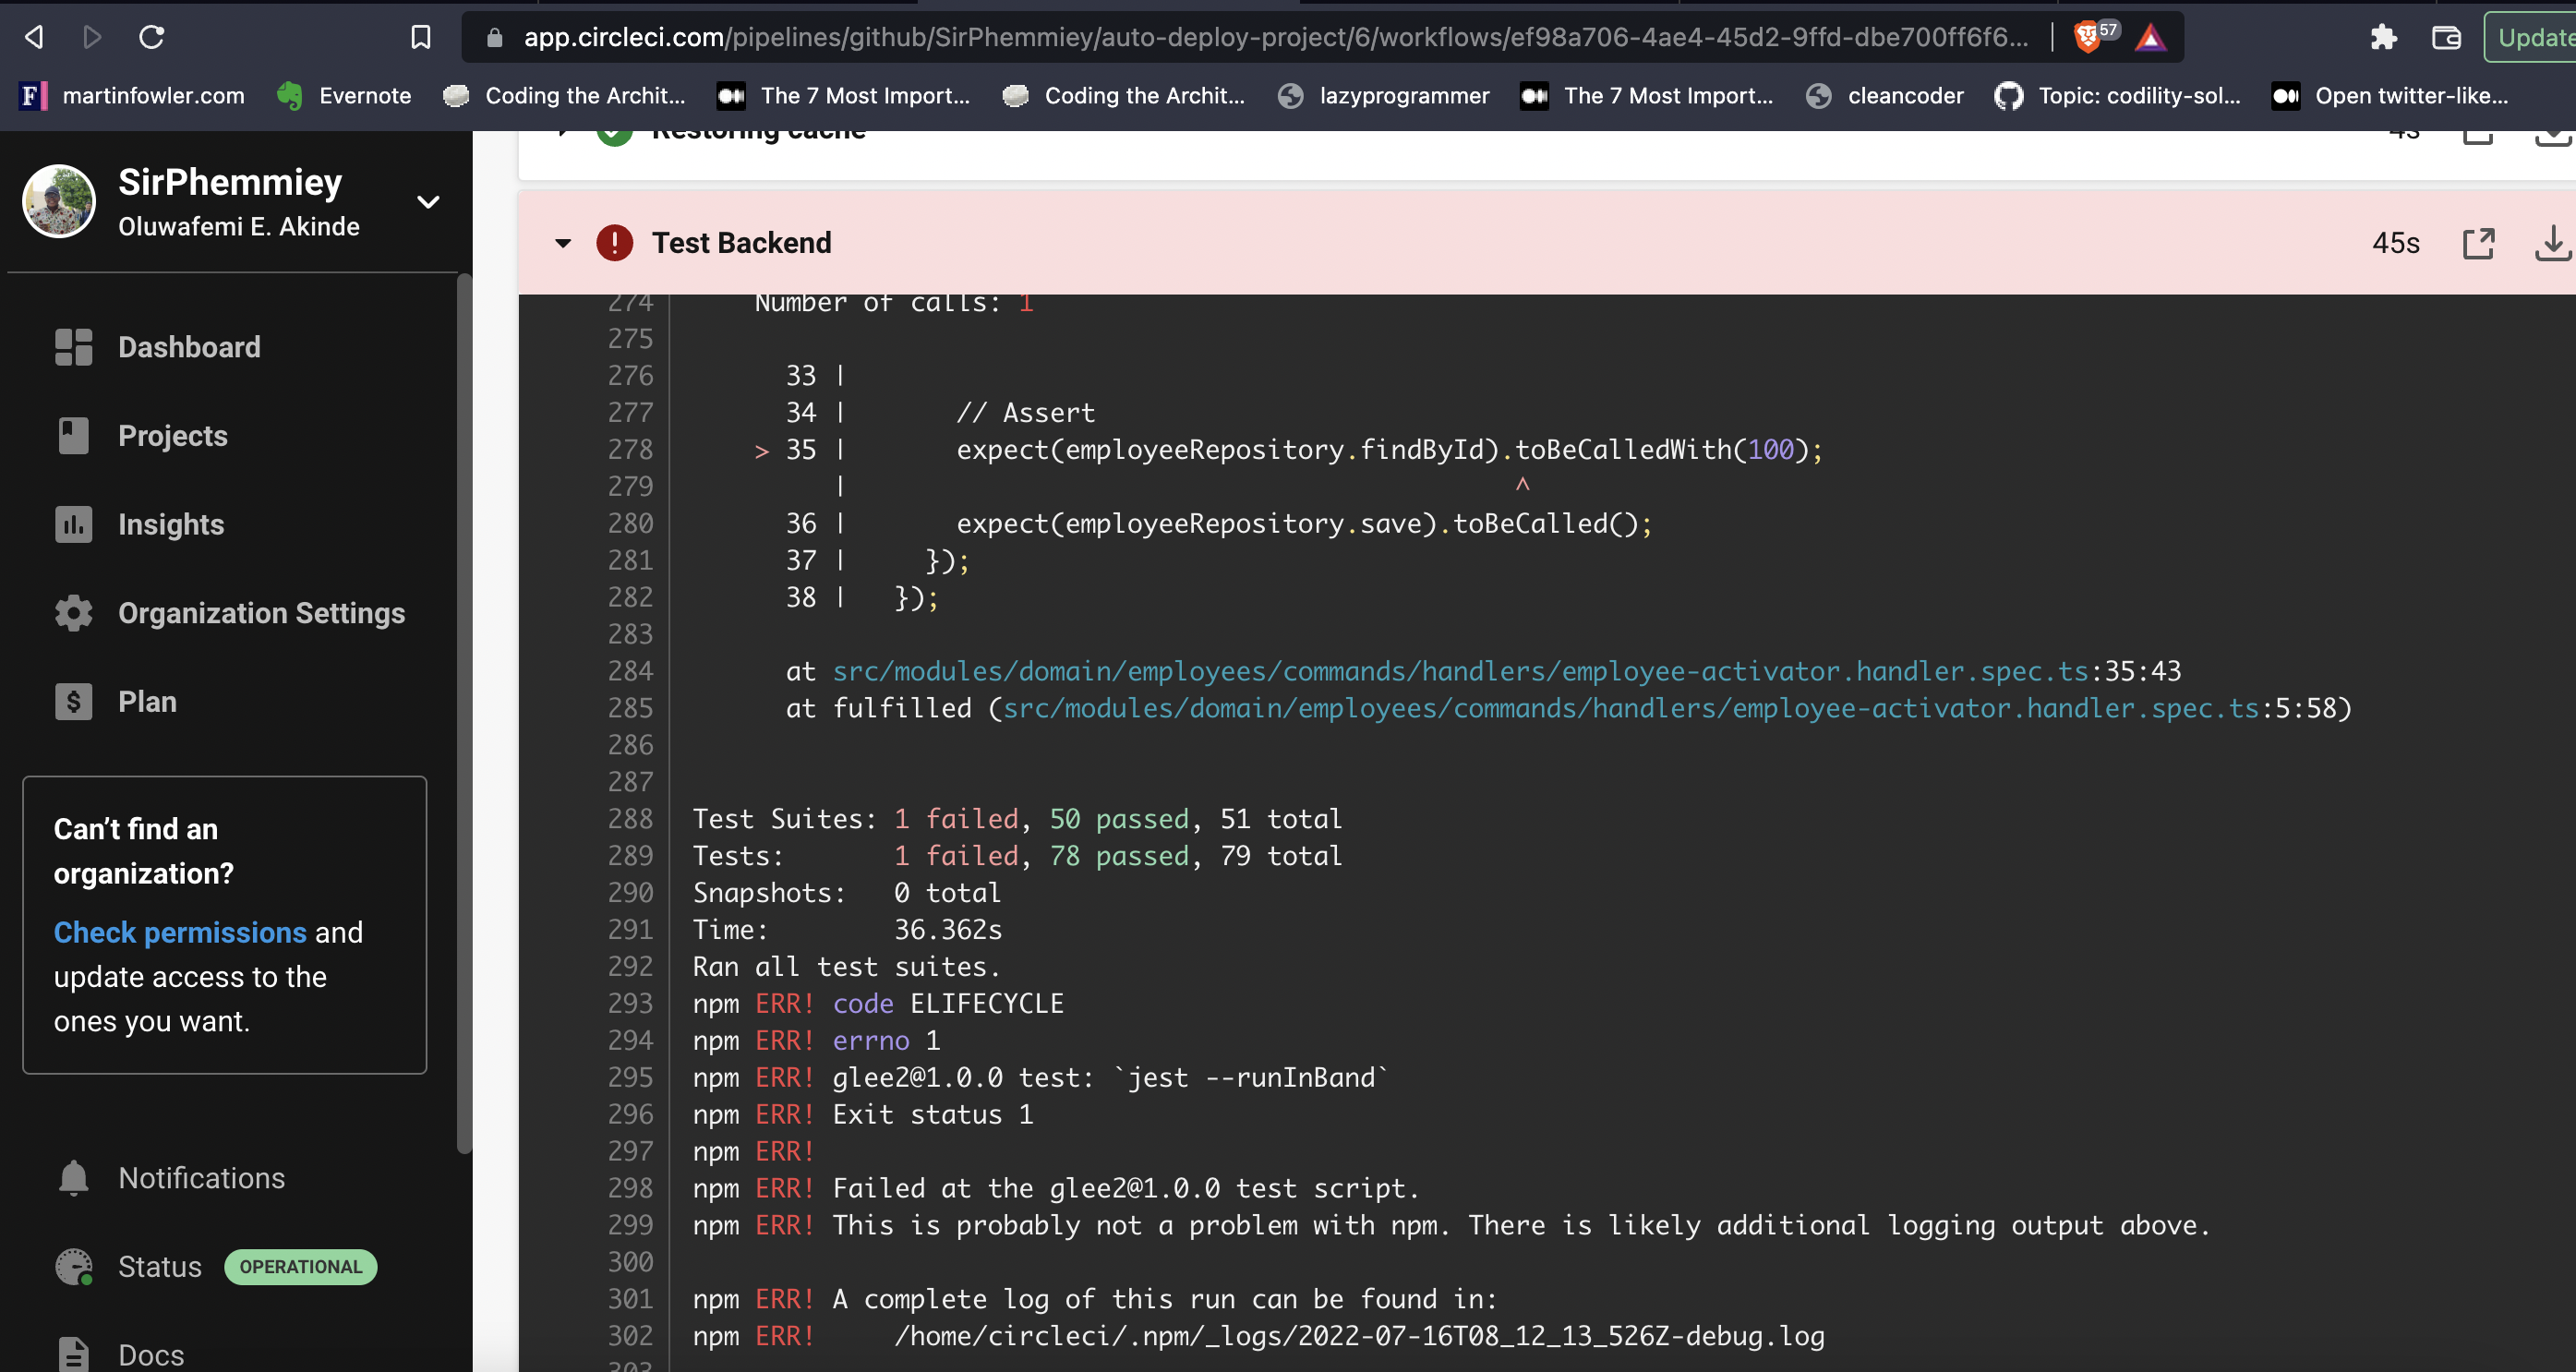 app.circleci.com/pipelines/github/SirPhemmiey/auto-deploy-project/6/workflows/ef98a706-4ae4-45d2-9ffd-dbe700ff6f6...
57
Update
F martinfowler.com
Evernote
Coding the Archit...
The 7 Most Import...
Coding the Archit...
lazyprogrammer
The 7 Most Import...
cleancoder
Topic: codility-sol...
Open twitter-like...
SirPhemmiey
Oluwafemi E. Akinde
Dashboard
Projects
Insights
Organization Settings
$ Plan
Can’t find an
organization?
Check permissions and
update access to the
ones you want.
Notifications
Status OPERATIONAL
Docs
Restoring cache 4s
! Test Backend 45s
274 Number of calls: 1
275
276 33 |
277 34 | // Assert
278 > 35 | expect(employeeRepository.findById).toBeCalledWith(100);
279 | ^
280 36 | expect(employeeRepository.save).toBeCalled();
281 37 | });
282 38 | });
283
284 at src/modules/domain/employees/commands/handlers/employee-activator.handler.spec.ts:35:43
285 at fulfilled (src/modules/domain/employees/commands/handlers/employee-activator.handler.spec.ts:5:58)
286
287
288 Test Suites: 1 failed, 50 passed, 51 total
289 Tests: 1 failed, 78 passed, 79 total
290 Snapshots: 0 total
291 Time: 36.362s
292 Ran all test suites.
293 npm ERR! code ELIFECYCLE
294 npm ERR! errno 1
295 npm ERR! glee2@1.0.0 test: `jest --runInBand`
296 npm ERR! Exit status 1
297 npm ERR!
298 npm ERR! Failed at the glee2@1.0.0 test script.
299 npm ERR! This is probably not a problem with npm. There is likely additional logging output above.
300
301 npm ERR! A complete log of this run can be found in:
302 npm ERR! /home/circleci/.npm/_logs/2022-07-16T08_12_13_526Z-debug.log
303